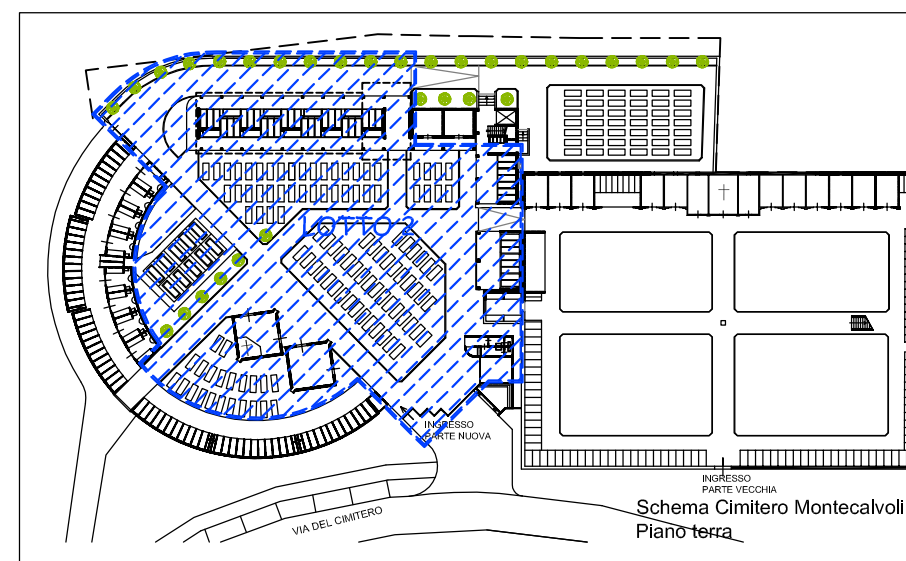 LOTTO 2
INGRESSO
PARTE NUOVA
INGRESSO
PARTE VECCHIA
VIA DEL CIMITERO
Schema Cimitero Montecalvoli
Piano terra